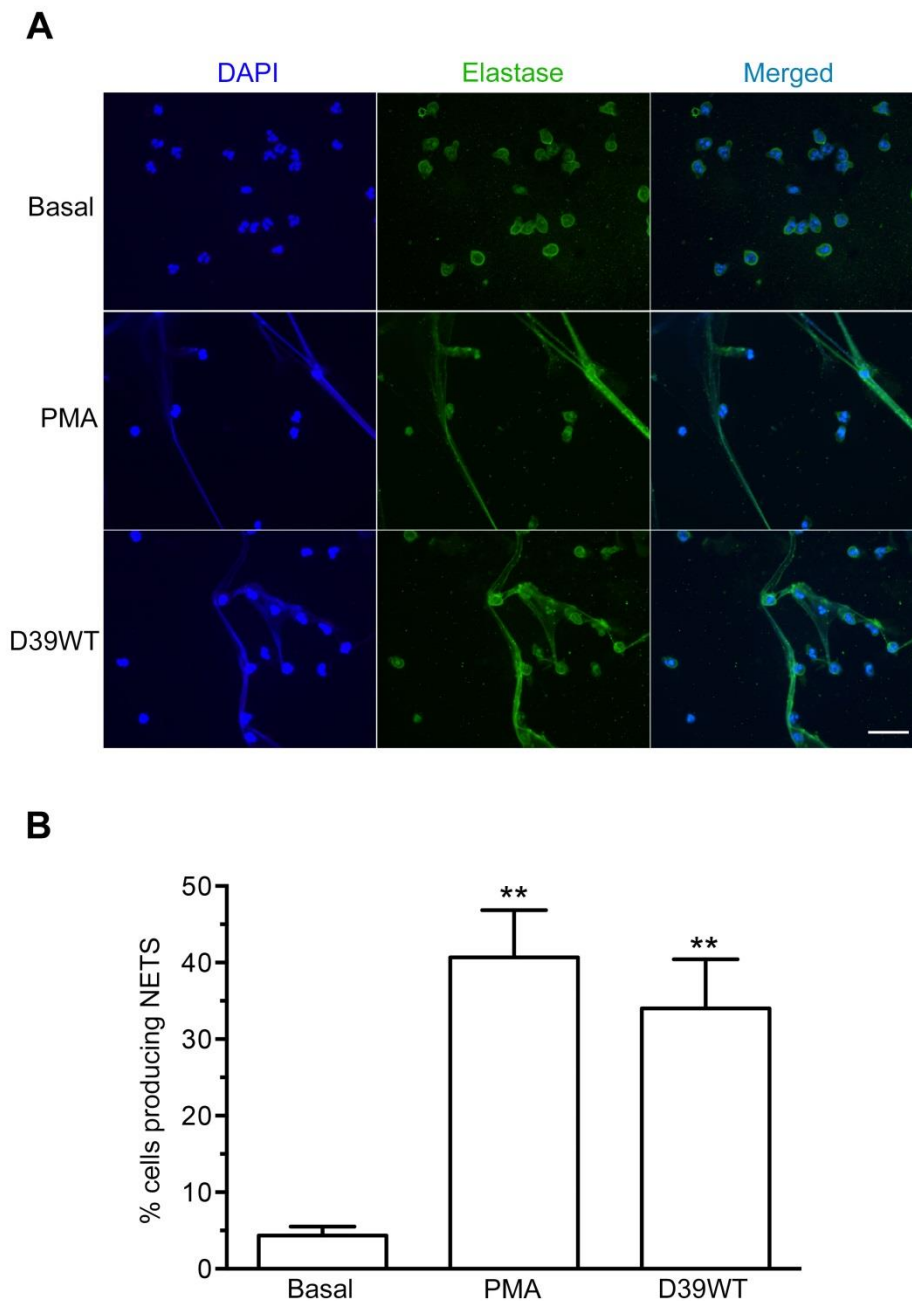 A
DAPI Elastase Merged
Basal
PMA
D39WT
B
50
40
30
20
10
0
% cells producing NETS
**
**
Basal PMA D39WT